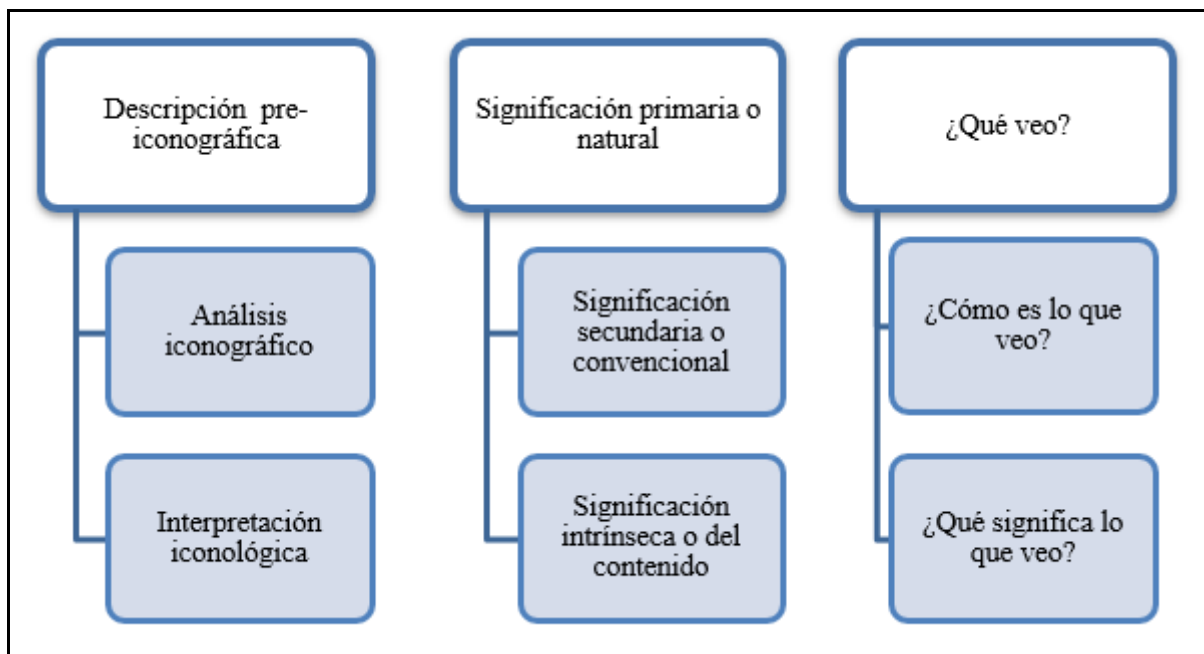 Descripción pre-
iconográfica
Análisis
iconográfico
Interpretación
iconológica
Significación primaria o
natural
Significación
secundaria o
convencional
Significación
intrínseca o del
contenido
¿Qué veo?
¿Cómo es lo que
veo?
¿Qué significa lo
que veo?